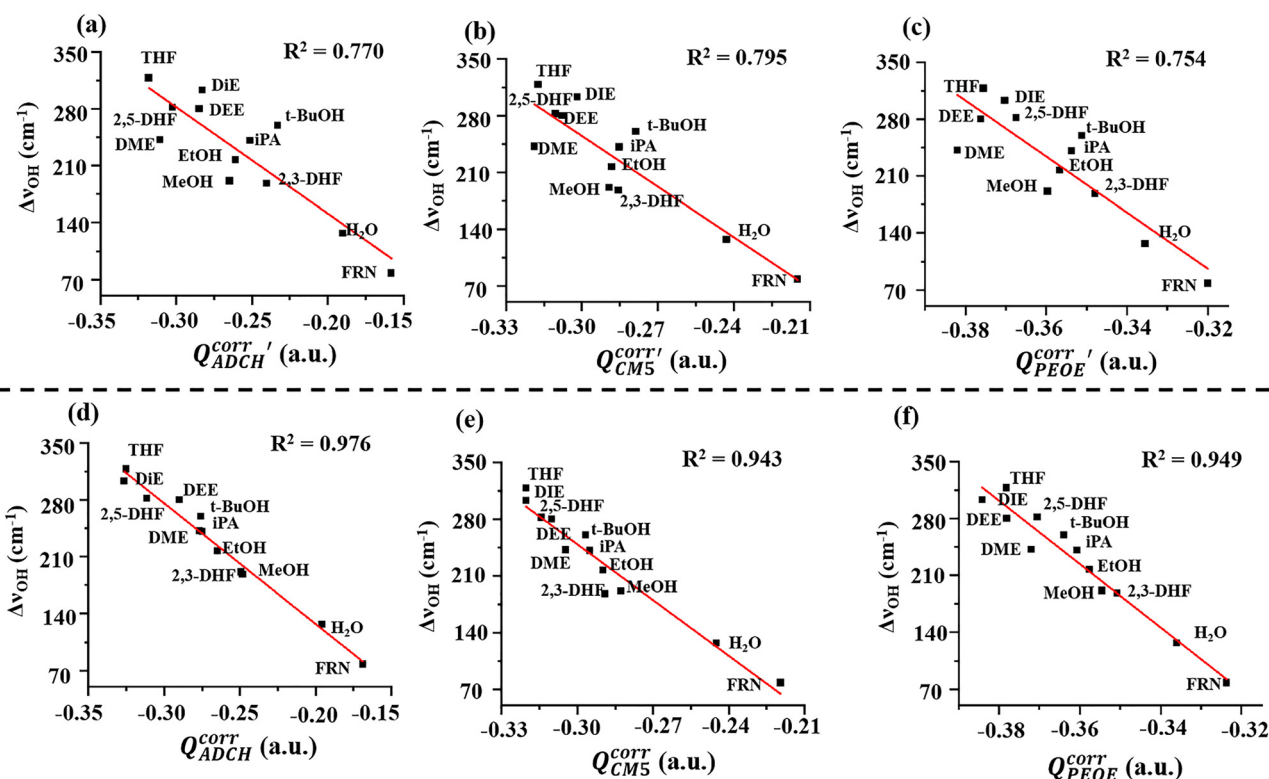 (a)
R² = 0.770
Δν_OH (cm⁻¹)
350
280
210
140
70
THF
DiE
DEE
2,5-DHF
t-BuOH
DME
iPA
EtOH
MeOH
2,3-DHF
H₂O
FRN
-0.35
-0.30
-0.25
-0.20
-0.15
Q_ADCH^corr′ (a.u.)
(b)
R² = 0.795
Δν_OH (cm⁻¹)
350
280
210
140
70
THF
DIE
2,5-DHF
DEE
t-BuOH
DME
iPA
EtOH
MeOH
2,3-DHF
H₂O
FRN
-0.33
-0.30
-0.27
-0.24
-0.21
Q_CM5^corr′ (a.u.)
(c)
R² = 0.754
Δν_OH (cm⁻¹)
350
280
210
140
70
THF
DIE
DEE
2,5-DHF
t-BuOH
DME
iPA
EtOH
MeOH
2,3-DHF
H₂O
FRN
-0.38
-0.36
-0.34
-0.32
Q_PEOE^corr′ (a.u.)
(d)
R² = 0.976
Δν_OH (cm⁻¹)
350
280
210
140
70
THF
DiE
DEE
2,5-DHF
t-BuOH
iPA
DME
EtOH
2,3-DHF
MeOH
H₂O
FRN
-0.35
-0.30
-0.25
-0.20
-0.15
Q_ADCH^corr (a.u.)
(e)
R² = 0.943
Δν_OH (cm⁻¹)
350
280
210
140
70
THF
DIE
2,5-DHF
DEE
t-BuOH
iPA
DME
EtOH
2,3-DHF
MeOH
H₂O
FRN
-0.33
-0.30
-0.27
-0.24
-0.21
Q_CM5^corr (a.u.)
(f)
R² = 0.949
Δν_OH (cm⁻¹)
350
280
210
140
70
THF
DIE
2,5-DHF
DEE
t-BuOH
DME
iPA
EtOH
MeOH
2,3-DHF
H₂O
FRN
-0.38
-0.36
-0.34
-0.32
Q_PEOE^corr (a.u.)